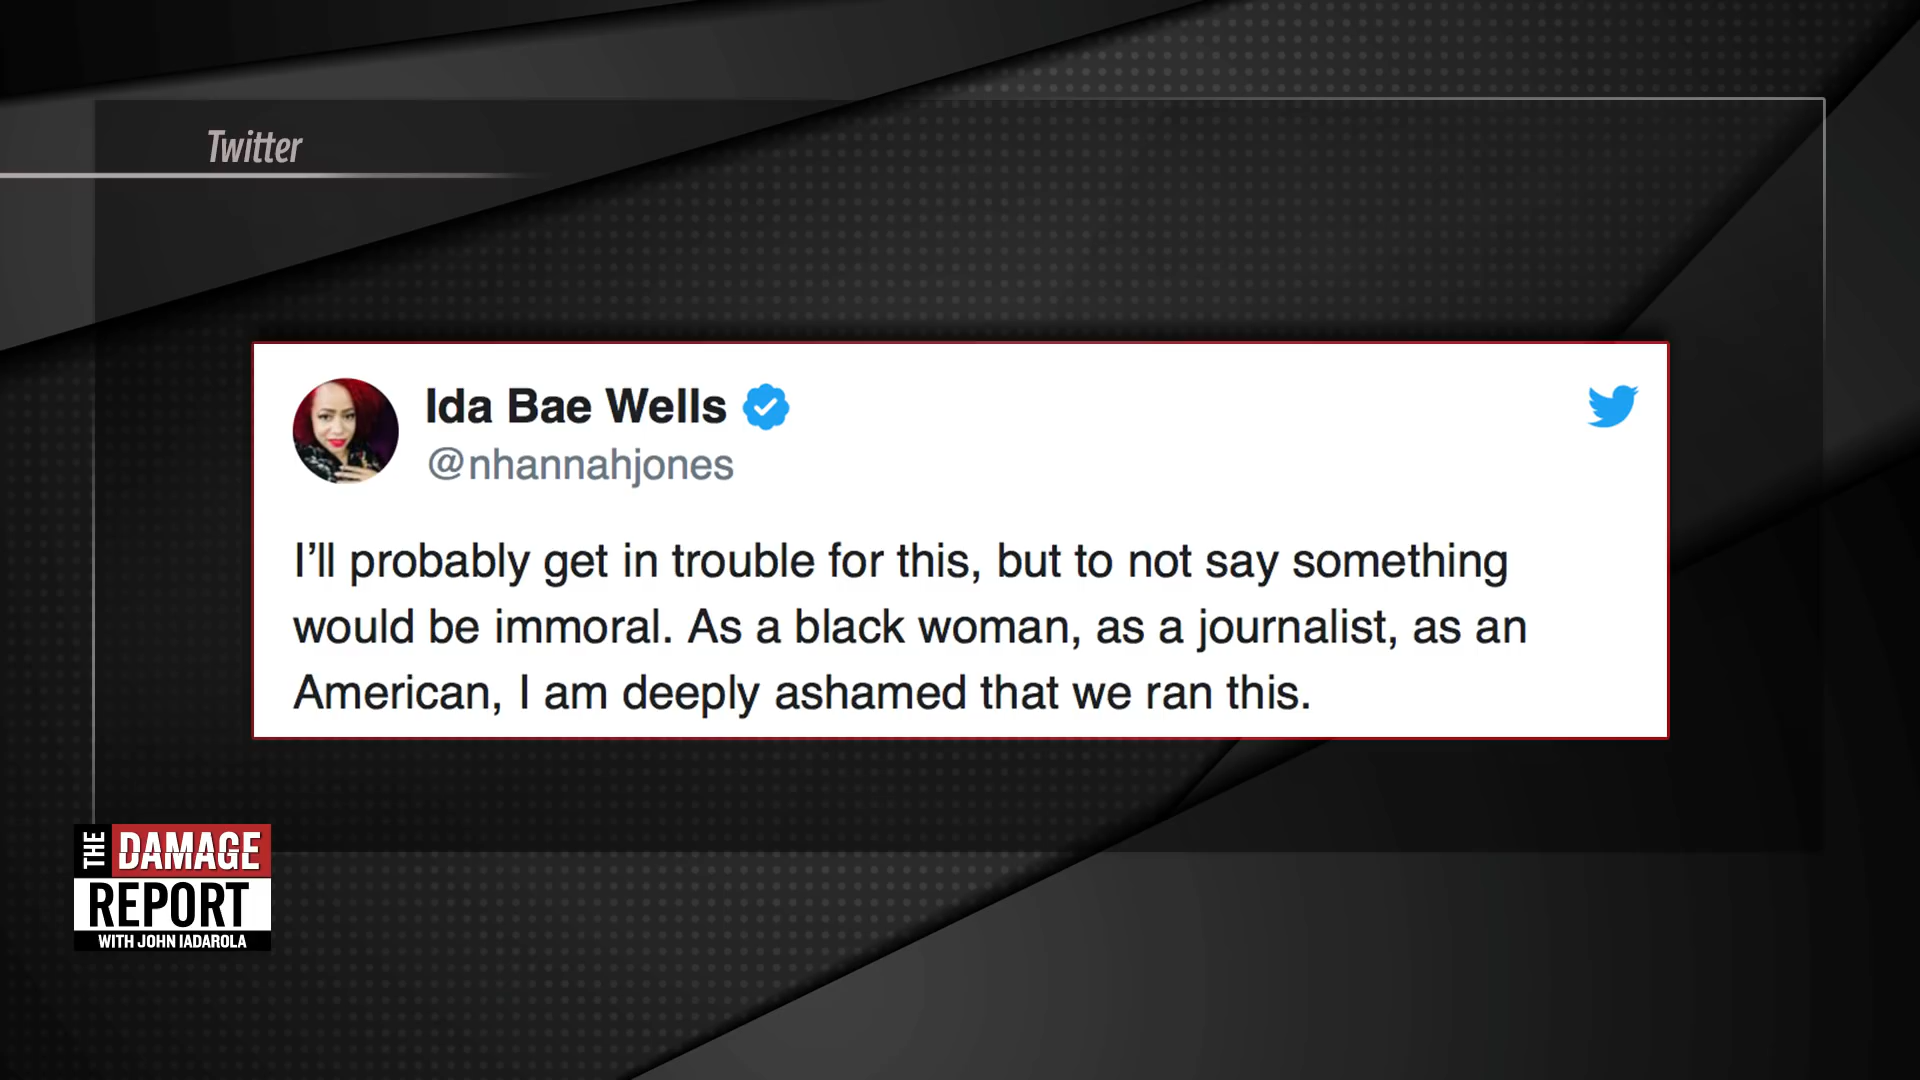 Twitter
Ida Bae Wells
@nhannahjones
I’ll probably get in trouble for this, but to not say something
would be immoral. As a black woman, as a journalist, as an
American, I am deeply ashamed that we ran this.
THE DAMAGE
REPORT
WITH JOHN IADAROLA